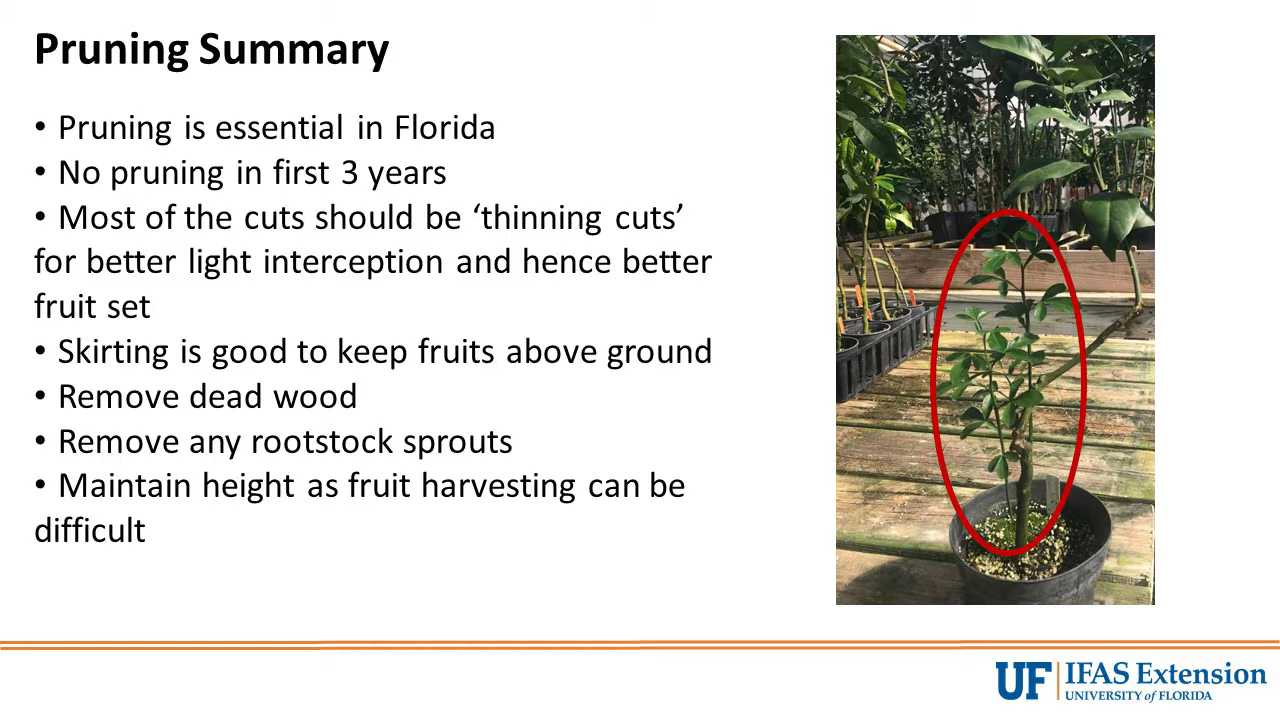 Pruning Summary
• Pruning is essential in Florida
• No pruning in first 3 years
• Most of the cuts should be ‘thinning cuts’
for better light interception and hence better
fruit set
• Skirting is good to keep fruits above ground
• Remove dead wood
• Remove any rootstock sprouts
• Maintain height as fruit harvesting can be
difficult
UF IFAS Extension
UNIVERSITY of FLORIDA